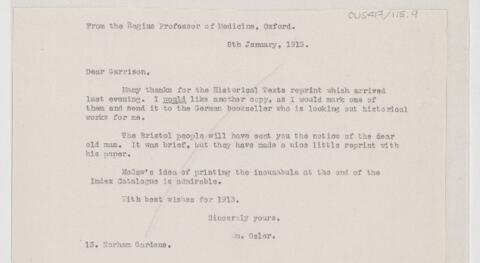 CUS417/115.9
From the Regius Professor of Medicine, Oxford.
8th January, 1913.
Dear Garrison,
Many thanks for the Historical Texts reprint which arrived
last evening. I would like another copy, as I would mark one of
them and send it to the German bookseller who is looking out historical
works for me.
The Bristol people will have sent you the notice of the dear
old man. It was brief, but they have made a nice little reprint with
his paper.
McCaw's idea of printing the incunabula at the end of the
Index Catalogue is admirable.
With best wishes for 1913.
Sincerely yours,
Wm. Osler.
13, Norham Gardens.